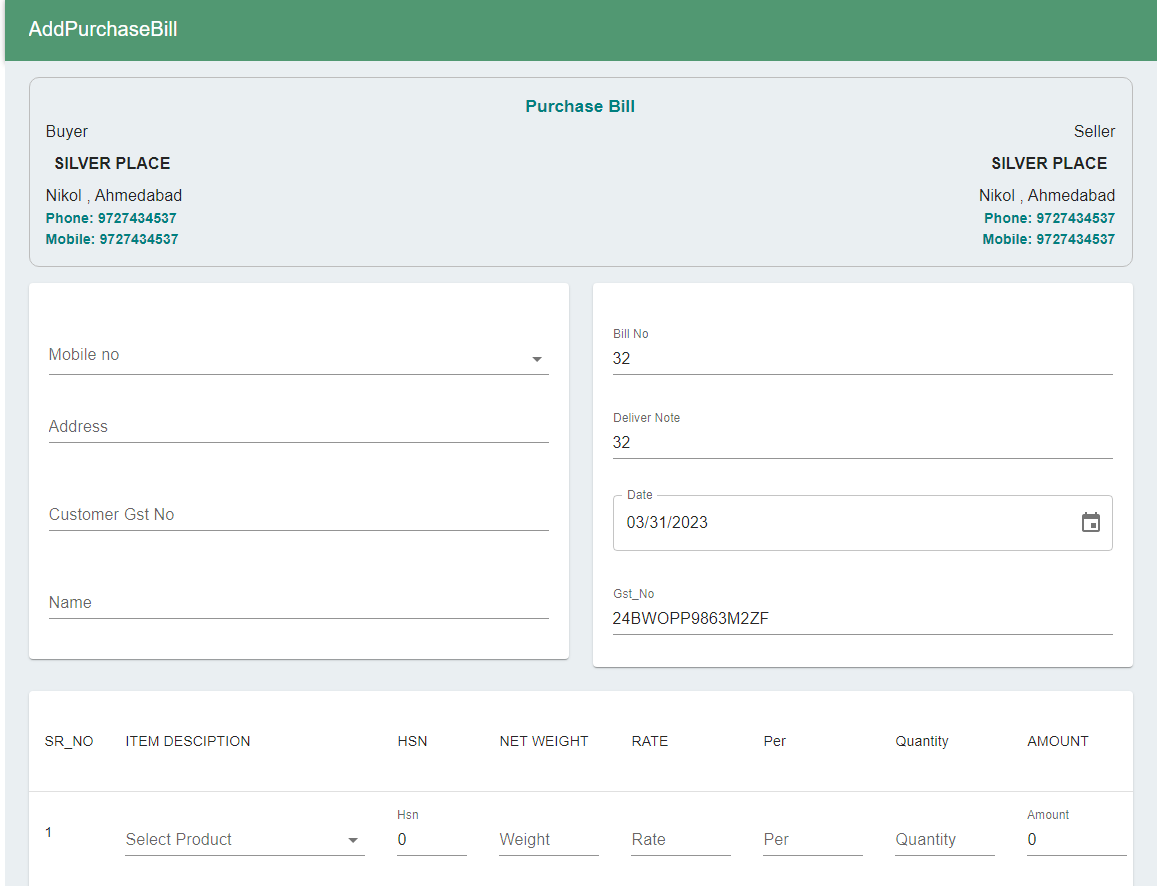 AddPurchaseBill
Purchase Bill
Buyer
Seller
SILVER PLACE
SILVER PLACE
Nikol , Ahmedabad
Nikol , Ahmedabad
Phone: 9727434537
Phone: 9727434537
Mobile: 9727434537
Mobile: 9727434537
Mobile no
Address
Customer Gst No
Name
Bill No
32
Deliver Note
32
Date
03/31/2023
Gst_No
24BWOPP9863M2ZF
SR_NO ITEM DESCIPTION HSN NET WEIGHT RATE Per Quantity AMOUNT
Hsn Amount
1 Select Product 0 Weight Rate Per Quantity 0